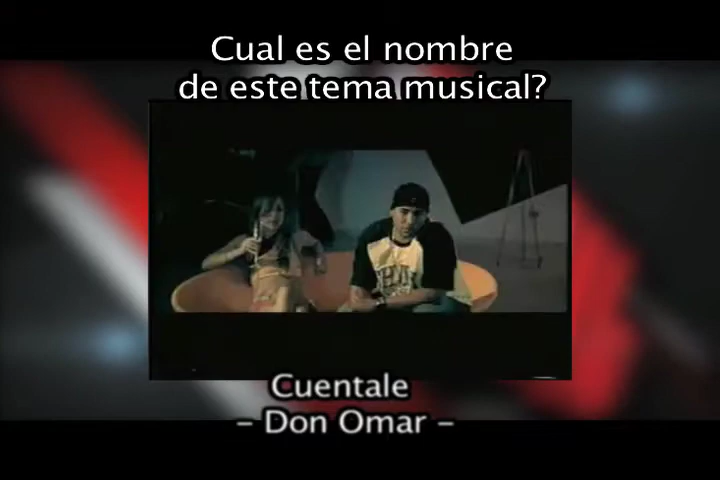 Cual es el nombre
de este tema musical?
Cuentale
- Don Omar -